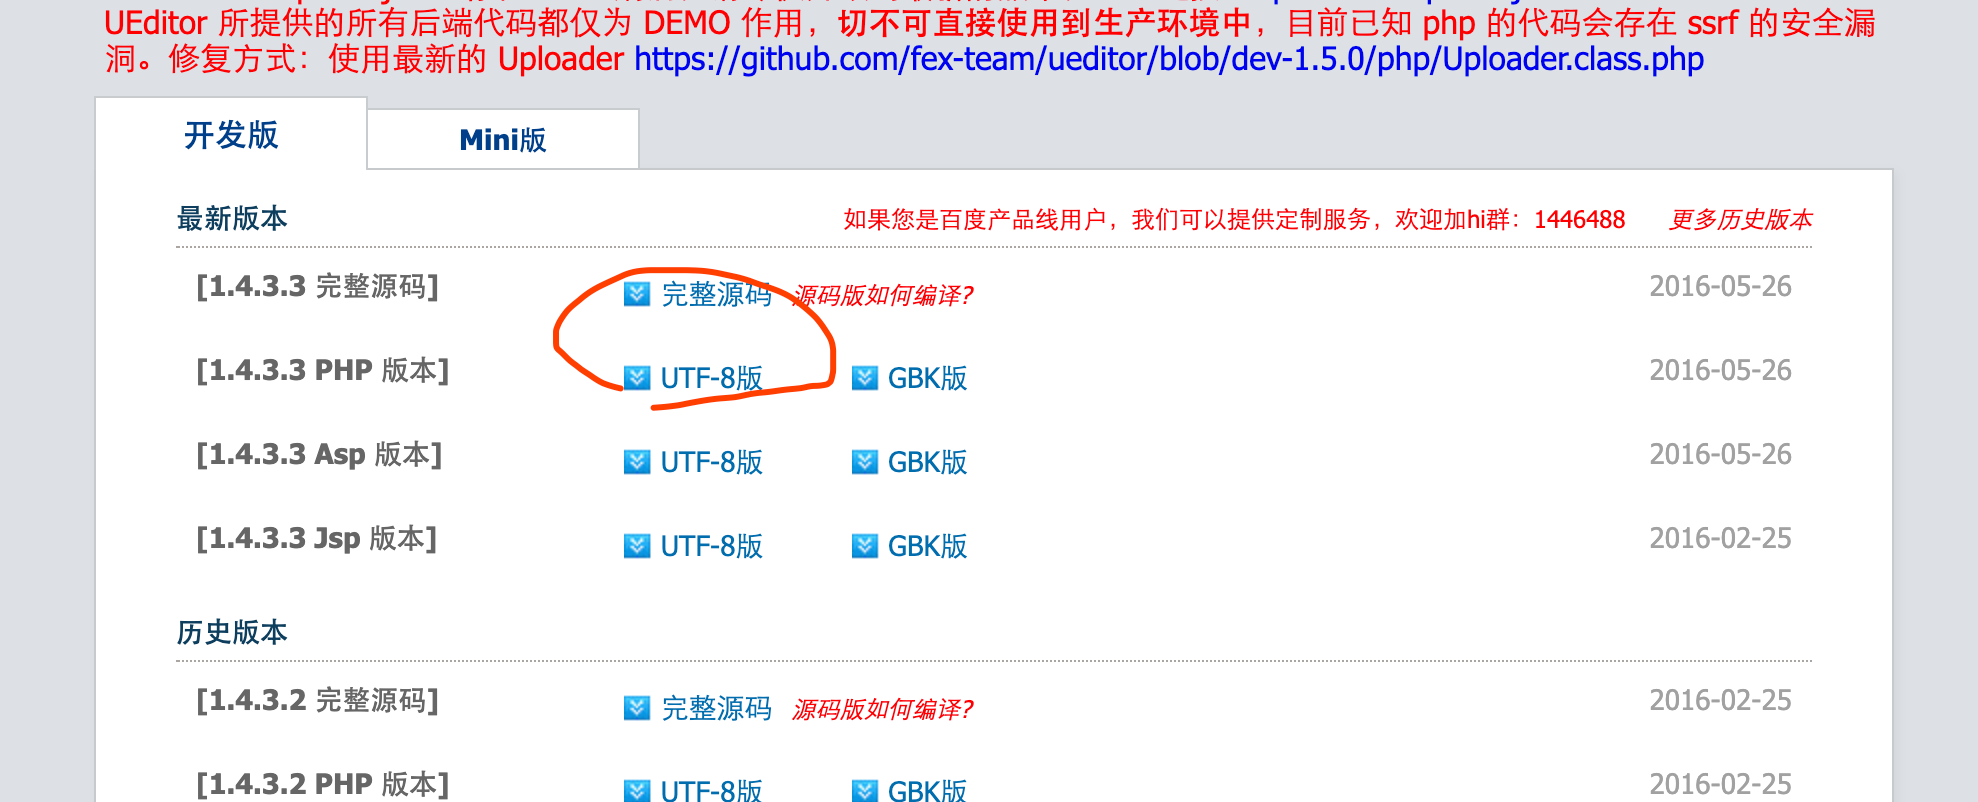 UEditor 所提供的所有后端代码都仅为 DEMO 作用，切不可直接使用到生产环境中，目前已知 php 的代码会存在 ssrf 的安全漏
洞。修复方式：使用最新的 Uploader https://github.com/fex-team/ueditor/blob/dev-1.5.0/php/Uploader.class.php
开发版 Mini版
最新版本 如果您是百度产品线用户，我们可以提供定制服务，欢迎加hi群：1446488 更多历史版本
[1.4.3.3 完整源码] 完整源码 源码版如何编译? 2016-05-26
[1.4.3.3 PHP 版本] UTF-8版 GBK版 2016-05-26
[1.4.3.3 Asp 版本] UTF-8版 GBK版 2016-05-26
[1.4.3.3 Jsp 版本] UTF-8版 GBK版 2016-02-25
历史版本
[1.4.3.2 完整源码] 完整源码 源码版如何编译? 2016-02-25
[1.4.3.2 PHP 版本] UTF-8版 GBK版 2016-02-25